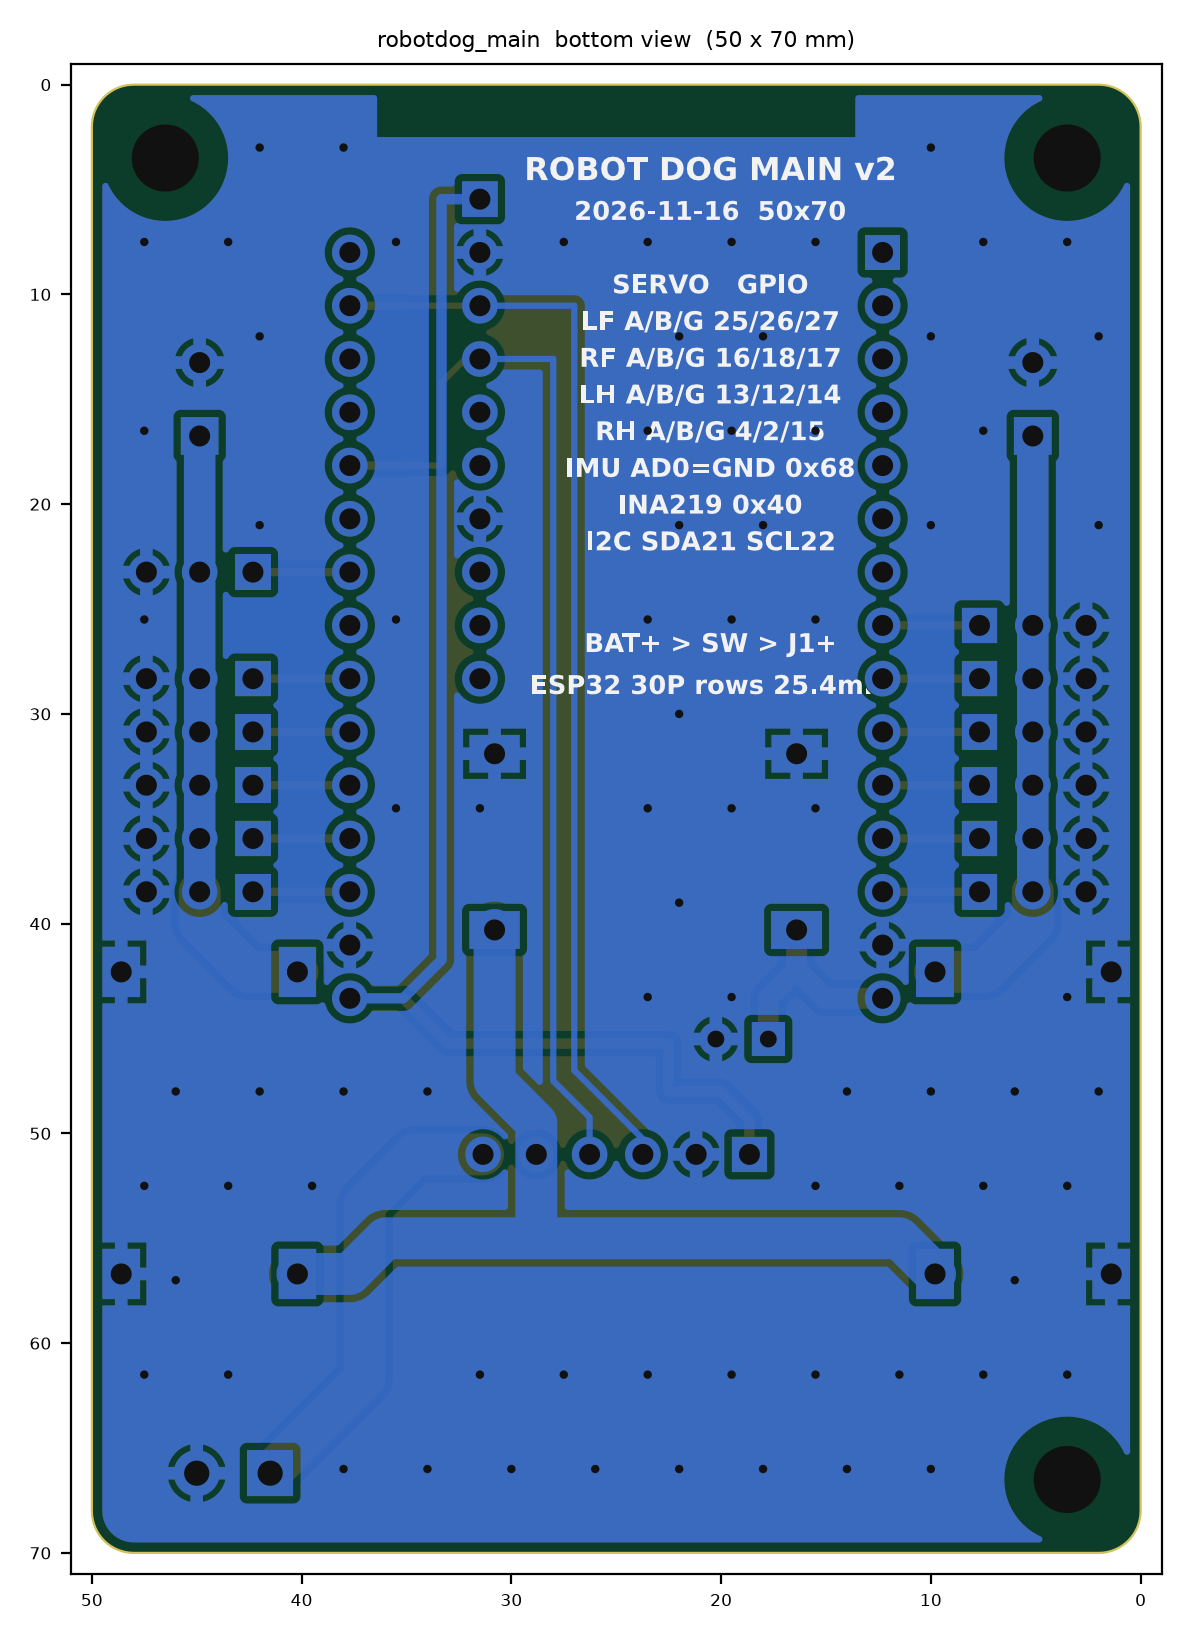 robotdog_main bottom view (50 x 70 mm)
ROBOT DOG MAIN v2
2026-11-16 50x70
SERVO GPIO
LF A/B/G 25/26/27
RF A/B/G 16/18/17
LH A/B/G 13/12/14
RH A/B/G 4/2/15
IMU AD0=GND 0x68
INA219 0x40
I2C SDA21 SCL22
BAT+ > SW > J1+
ESP32 30P rows 25.4m
0
10
20
30
40
50
60
70
50 40 30 20 10 0